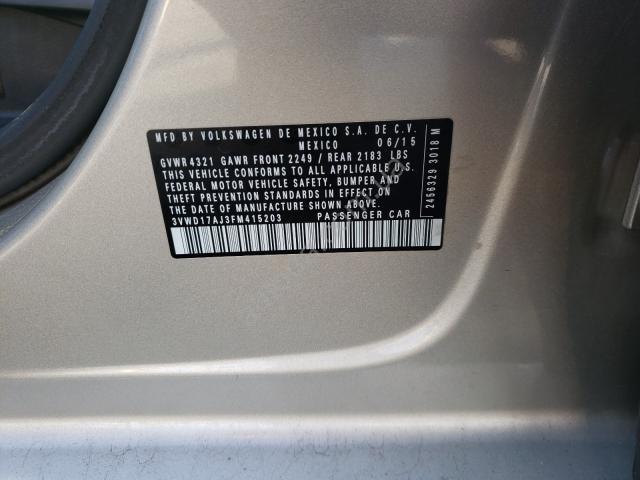 MFD BY VOLKSWAGEN DE MEXICO S.A. DE C.V.
MEXICO 06/15
GVWR 4321 GAWR FRONT 2249 / REAR 2183 LBS
THIS VEHICLE CONFORMS TO ALL APPLICABLE U.S.
FEDERAL MOTOR VEHICLE SAFETY, BUMPER AND
THEFT PREVENTION STANDARDS IN EFFECT ON
THE DATE OF MANUFACTURE SHOWN ABOVE.
3VWD17AJ3FM415203 PASSENGER CAR
2456329 3018 M